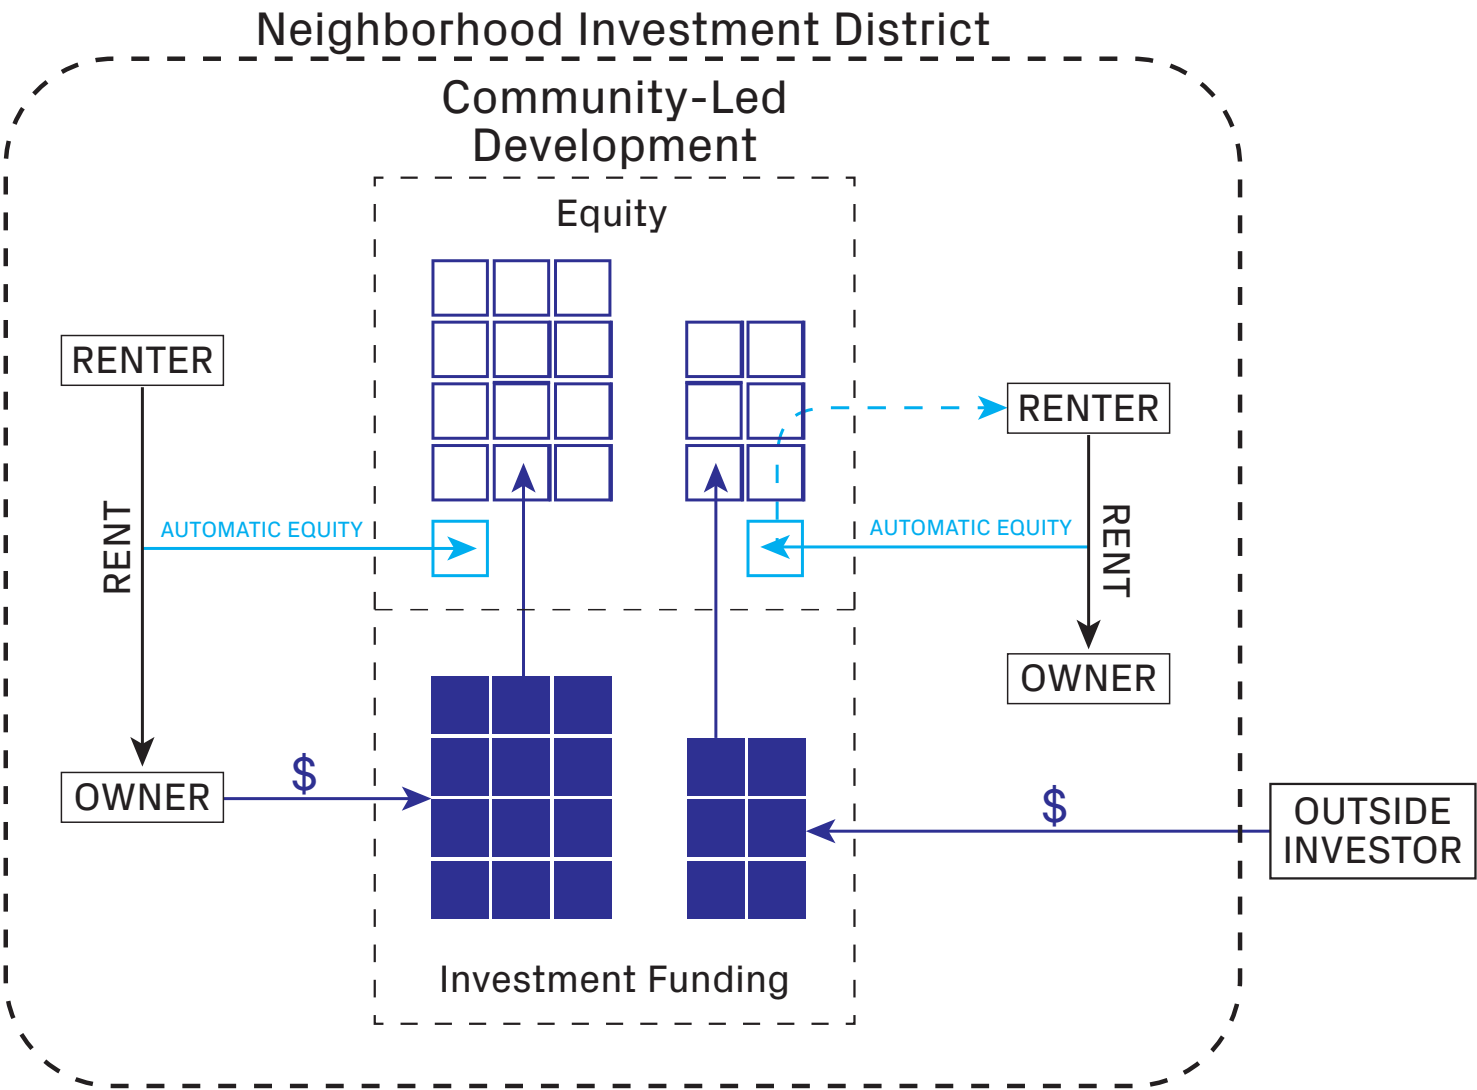 Neighborhood Investment District
Community-Led
Development
Equity
RENTER
RENTER
RENT
AUTOMATIC EQUITY
AUTOMATIC EQUITY
RENT
OWNER
OWNER
$
$
OUTSIDE
INVESTOR
Investment Funding